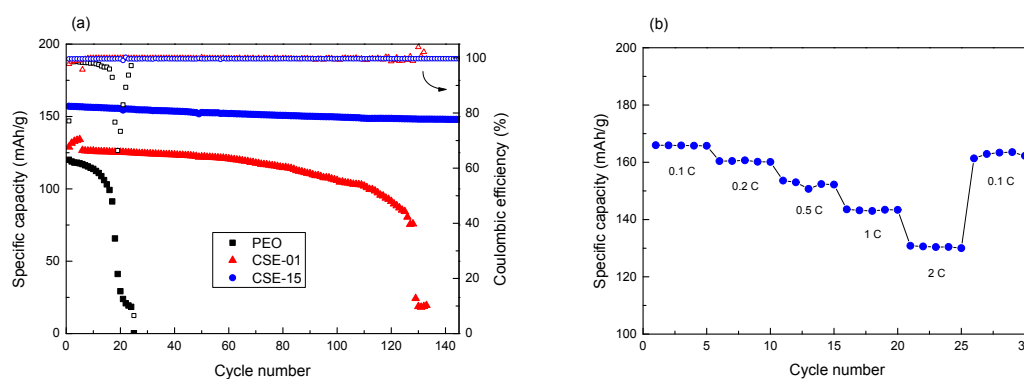 (a)
200
150
100
50
0
Specific capacity (mAh/g)
0 20 40 60 80 100 120 140
Cycle number
100
80
60
40
20
0
Coulombic efficiency (%)
PEO
CSE-01
CSE-15
(b)
200
180
160
140
120
100
Specific capacity (mAh/g)
0.1 C
0.2 C
0.5 C
1 C
2 C
0.1 C
0 5 10 15 20 25
Cycle number